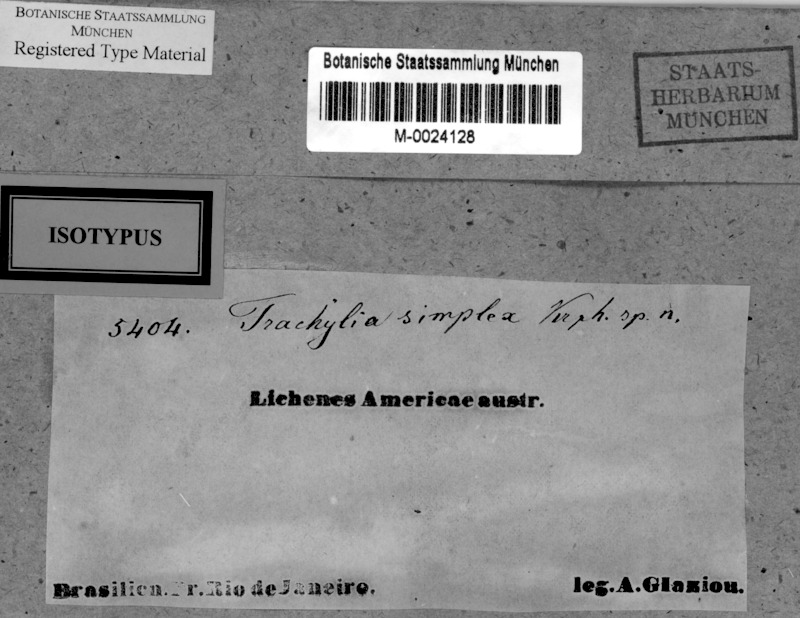 BOTANISCHE STAATSSAMMLUNG
MÜNCHEN
Registered Type Material
Botanische Staatssammlung München
M-0024128
STAATS-
HERBARIUM
MÜNCHEN
ISOTYPUS
5404. Trachylia simplex Krph. sp. n.
Lichenes Americae austr.
Brasilien. Pr. Rio de Janeiro.
leg. A. Glaziou.